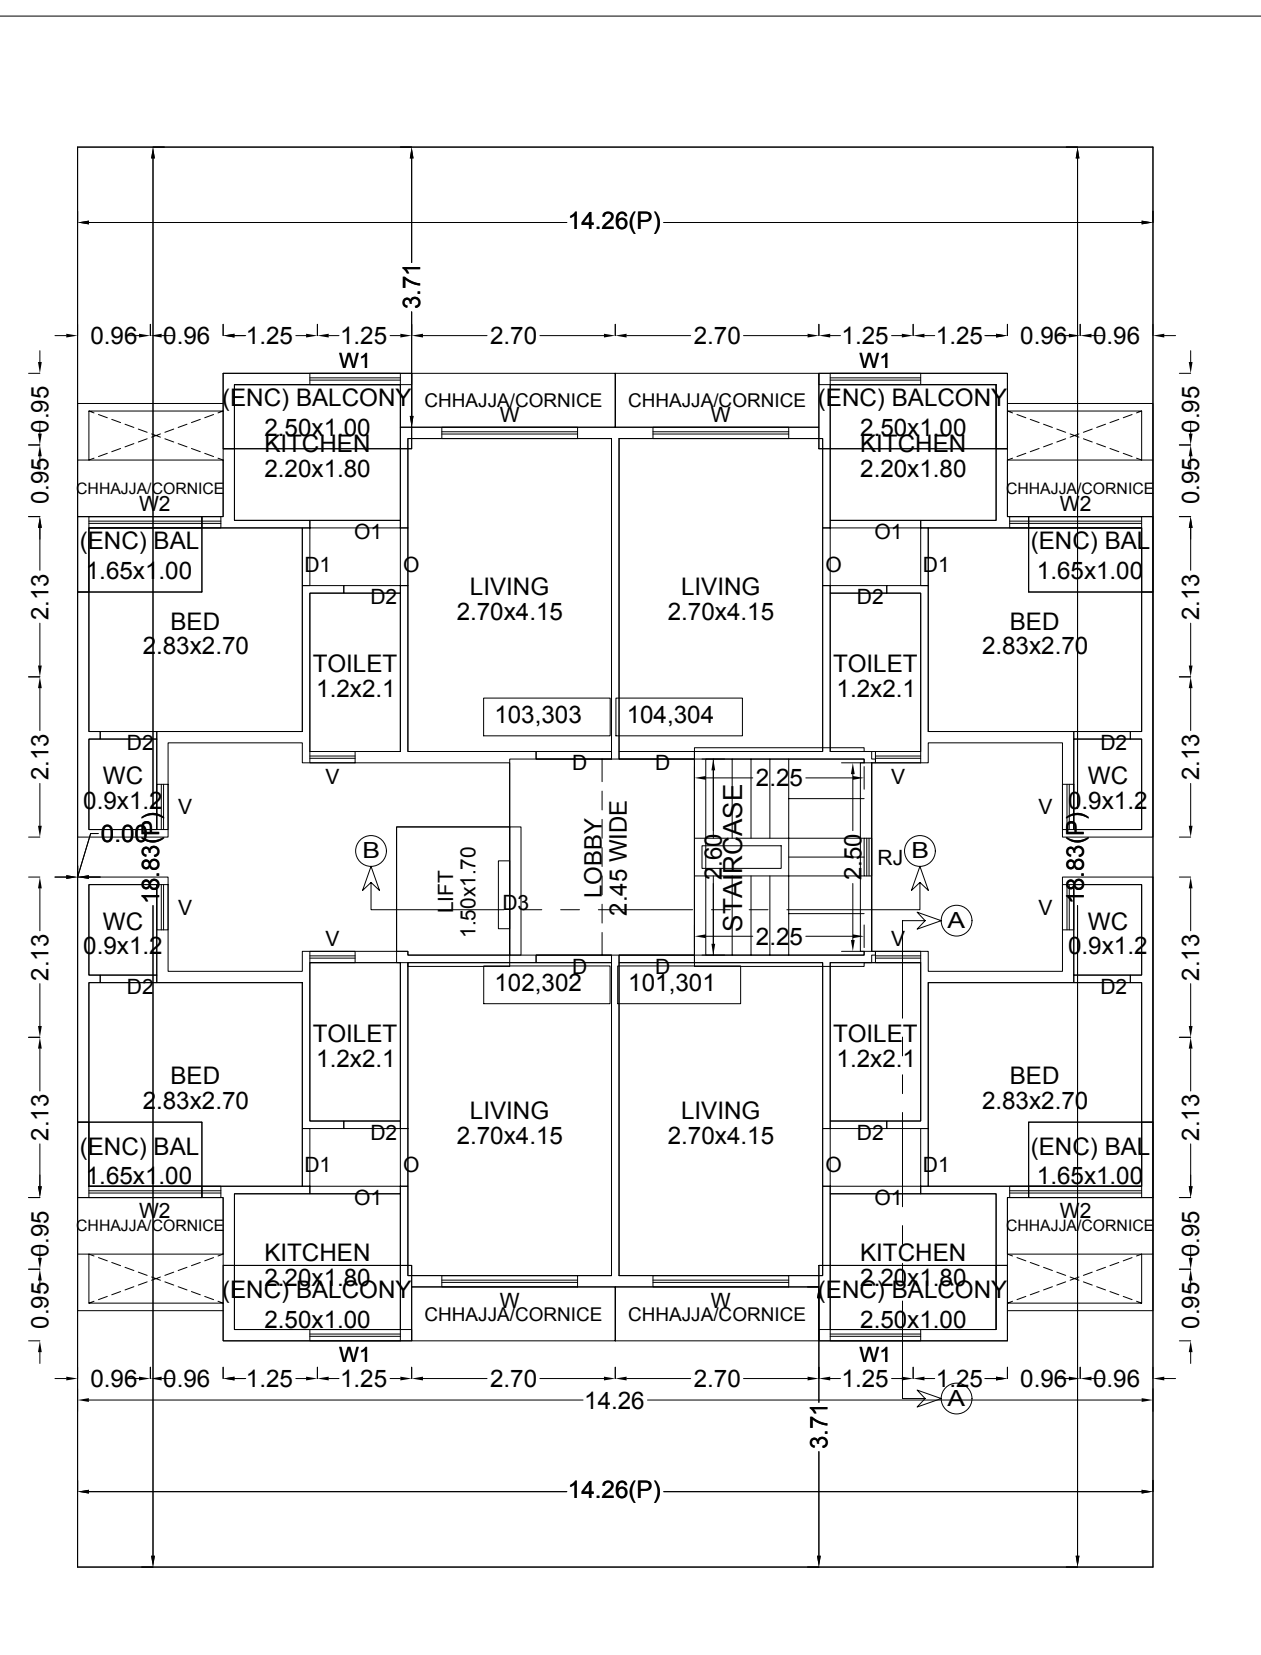 14.26(P)
3.71
0.96 0.96 1.25 1.25 2.70 2.70 1.25 1.25 0.96 0.96
W1 W1
0.95 0.95
(ENC) BALCONY CHHAJJA/CORNICE CHHAJJA/CORNICE (ENC) BALCONY
2.50x1.00 W W 2.50x1.00
KITCHEN KITCHEN
2.20x1.80 2.20x1.80
0.95 0.95
CHHAJJA/CORNICE CHHAJJA/CORNICE
W2 W2
O1 O1
(ENC) BAL (ENC) BAL
1.65x1.00 1.65x1.00
D1 O O D1
2.13 2.13
D2 D2
LIVING LIVING
2.70x4.15 2.70x4.15
BED BED
2.83x2.70 2.83x2.70
TOILET TOILET
1.2x2.1 1.2x2.1
103,303 104,304
2.13 2.13
D2 D2
V D D V
2.25
WC WC
0.9x1.2 V V 0.9x1.2
0.00
18.83(P) 18.83(P)
B B
LIFT
1.50x1.70
D3
LOBBY
2.45 WIDE
2.60
STAIRCASE
2.50
RJ
A
WC V V WC
0.9x1.2 0.9x1.2
2.25
V V
2.13 2.13
D2 D D D2
102,302 101,301
TOILET TOILET
1.2x2.1 1.2x2.1
BED BED
2.83x2.70 2.83x2.70
LIVING LIVING
2.70x4.15 2.70x4.15
2.13 2.13
D2 D2
(ENC) BAL (ENC) BAL
1.65x1.00 1.65x1.00
D1 O O D1
O1 O1
W2 W2
CHHAJJA/CORNICE CHHAJJA/CORNICE
0.95 0.95
KITCHEN KITCHEN
2.20x1.80 2.20x1.80
(ENC) BALCONY W W (ENC) BALCONY
2.50x1.00 CHHAJJA/CORNICE CHHAJJA/CORNICE 2.50x1.00
0.95 0.95
W1 W1
0.96 0.96 1.25 1.25 2.70 2.70 1.25 1.25 0.96 0.96
14.26
A
3.71
14.26(P)